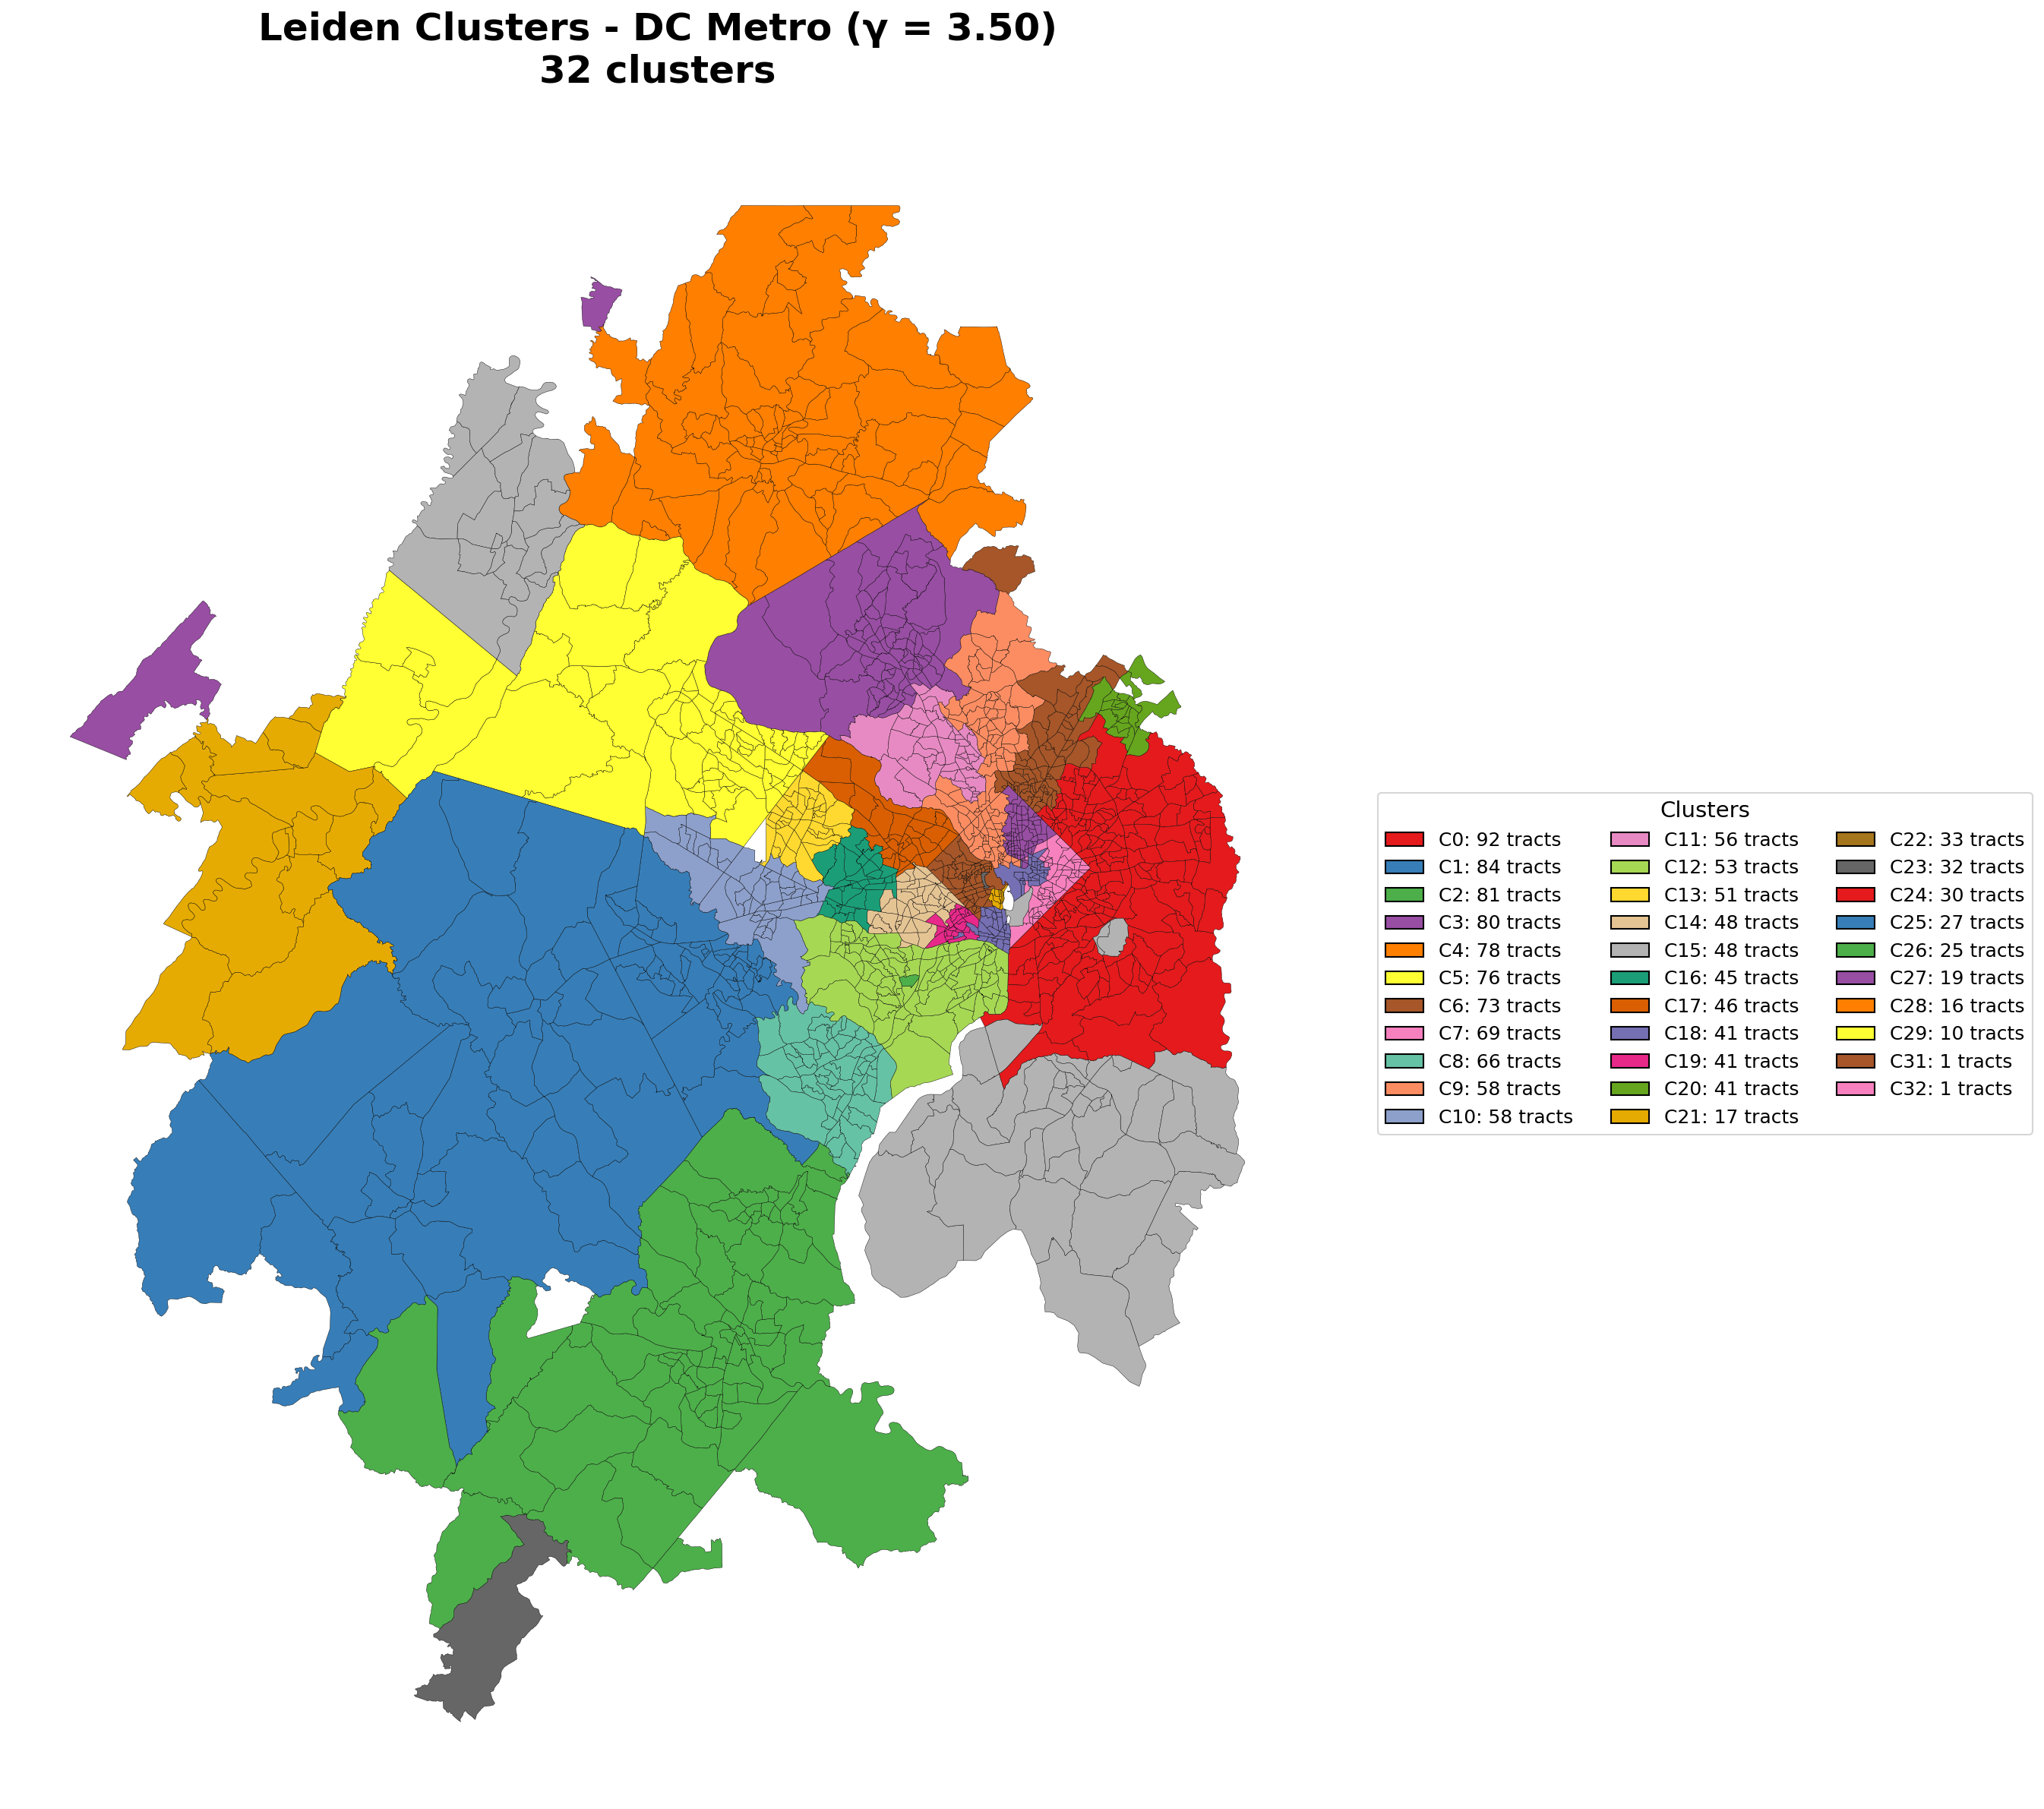 Leiden Clusters - DC Metro (γ = 3.50)
32 clusters
Clusters
C0: 92 tracts
C1: 84 tracts
C2: 81 tracts
C3: 80 tracts
C4: 78 tracts
C5: 76 tracts
C6: 73 tracts
C7: 69 tracts
C8: 66 tracts
C9: 58 tracts
C10: 58 tracts
C11: 56 tracts
C12: 53 tracts
C13: 51 tracts
C14: 48 tracts
C15: 48 tracts
C16: 45 tracts
C17: 46 tracts
C18: 41 tracts
C19: 41 tracts
C20: 41 tracts
C21: 17 tracts
C22: 33 tracts
C23: 32 tracts
C24: 30 tracts
C25: 27 tracts
C26: 25 tracts
C27: 19 tracts
C28: 16 tracts
C29: 10 tracts
C31: 1 tracts
C32: 1 tracts